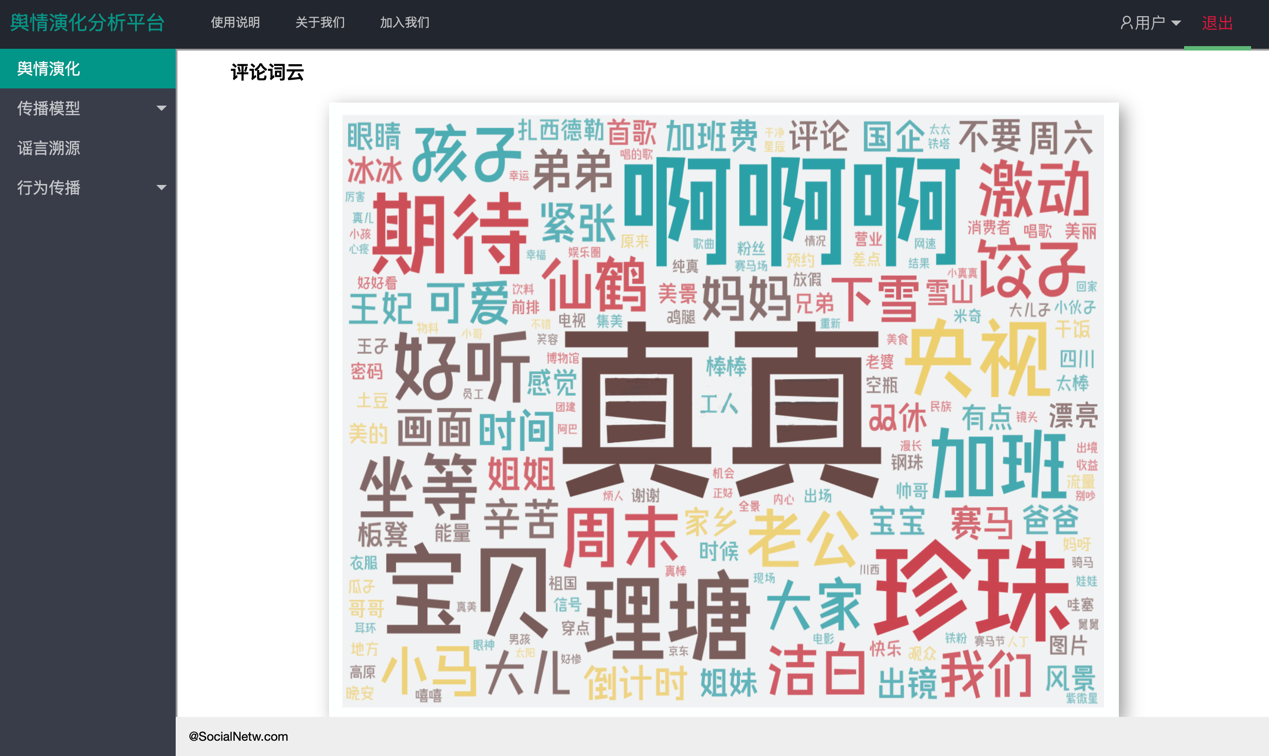 舆情演化分析平台 使用说明 关于我们 加入我们 用户 退出
舆情演化
传播模型
谣言溯源
行为传播
评论词云
眼睛 孩子 扎西德勒 首歌 加班费 干净 评论 国企 太太 不要 周六
唱的歌 星辰 铁塔
冰冰 幸运 弟弟 啊啊啊 激动
厉害 期待 紧张 消费者 唱歌 美丽
真儿 小孩 原来 歌曲 粉丝 情况 营业 网速
心疼 幸福 娱乐圈 赛马场 预约 差点 结果 饺子
好好看 仙鹤 纯真 放假 小真真 回家
王妃 可爱 饮料 前排 美景 妈妈 兄弟 下雪 雪山 大儿子 小伙子
物料 小哥 不错 电视 集美 鸡腿 重新 米奇 干饭
王子 好听 笑容 真真 美食 央视
密码 博物馆 感觉 棒棒 老婆 四川
土豆 员工 空瓶 太棒
美的 画面 时间 团建 阿巴 工人 双休 民族 有点 镜头 漂亮
坐等 姐姐 漫长 钢珠 加班 出境 收益
机会 流量
板凳 能量 辛苦 烦人 谢谢 正好 全景 内心 出场 帅哥 别吵
周末 家乡 老公 宝宝 赛马 爸爸
衣服 时候 妈呀
宝贝 真棒 川西 珍珠 骑马
瓜子 祖国 理塘 现场 大家 娃娃
哥哥 真美 信号 哇塞
耳环 穿点 舅舅
地方 眼神 男孩 京东 电影 快乐 铁粉 赛马节 人丁 图片
高原 小马 大儿 太阳 好惨 洁白 观众 我们
晚安 嘻嘻 倒计时 姐妹 出镜 风景
紫微星
@SocialNetw.com